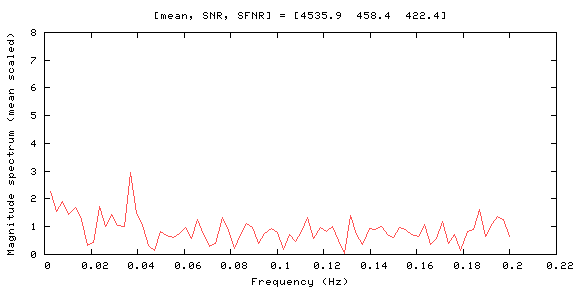 [mean, SNR, SFNR] = [4535.9  458.4  422.4]
Magnitude spectrum (mean scaled)
8
7
6
5
4
3
2
1
0
0 0.02 0.04 0.06 0.08 0.1 0.12 0.14 0.16 0.18 0.2 0.22
Frequency (Hz)